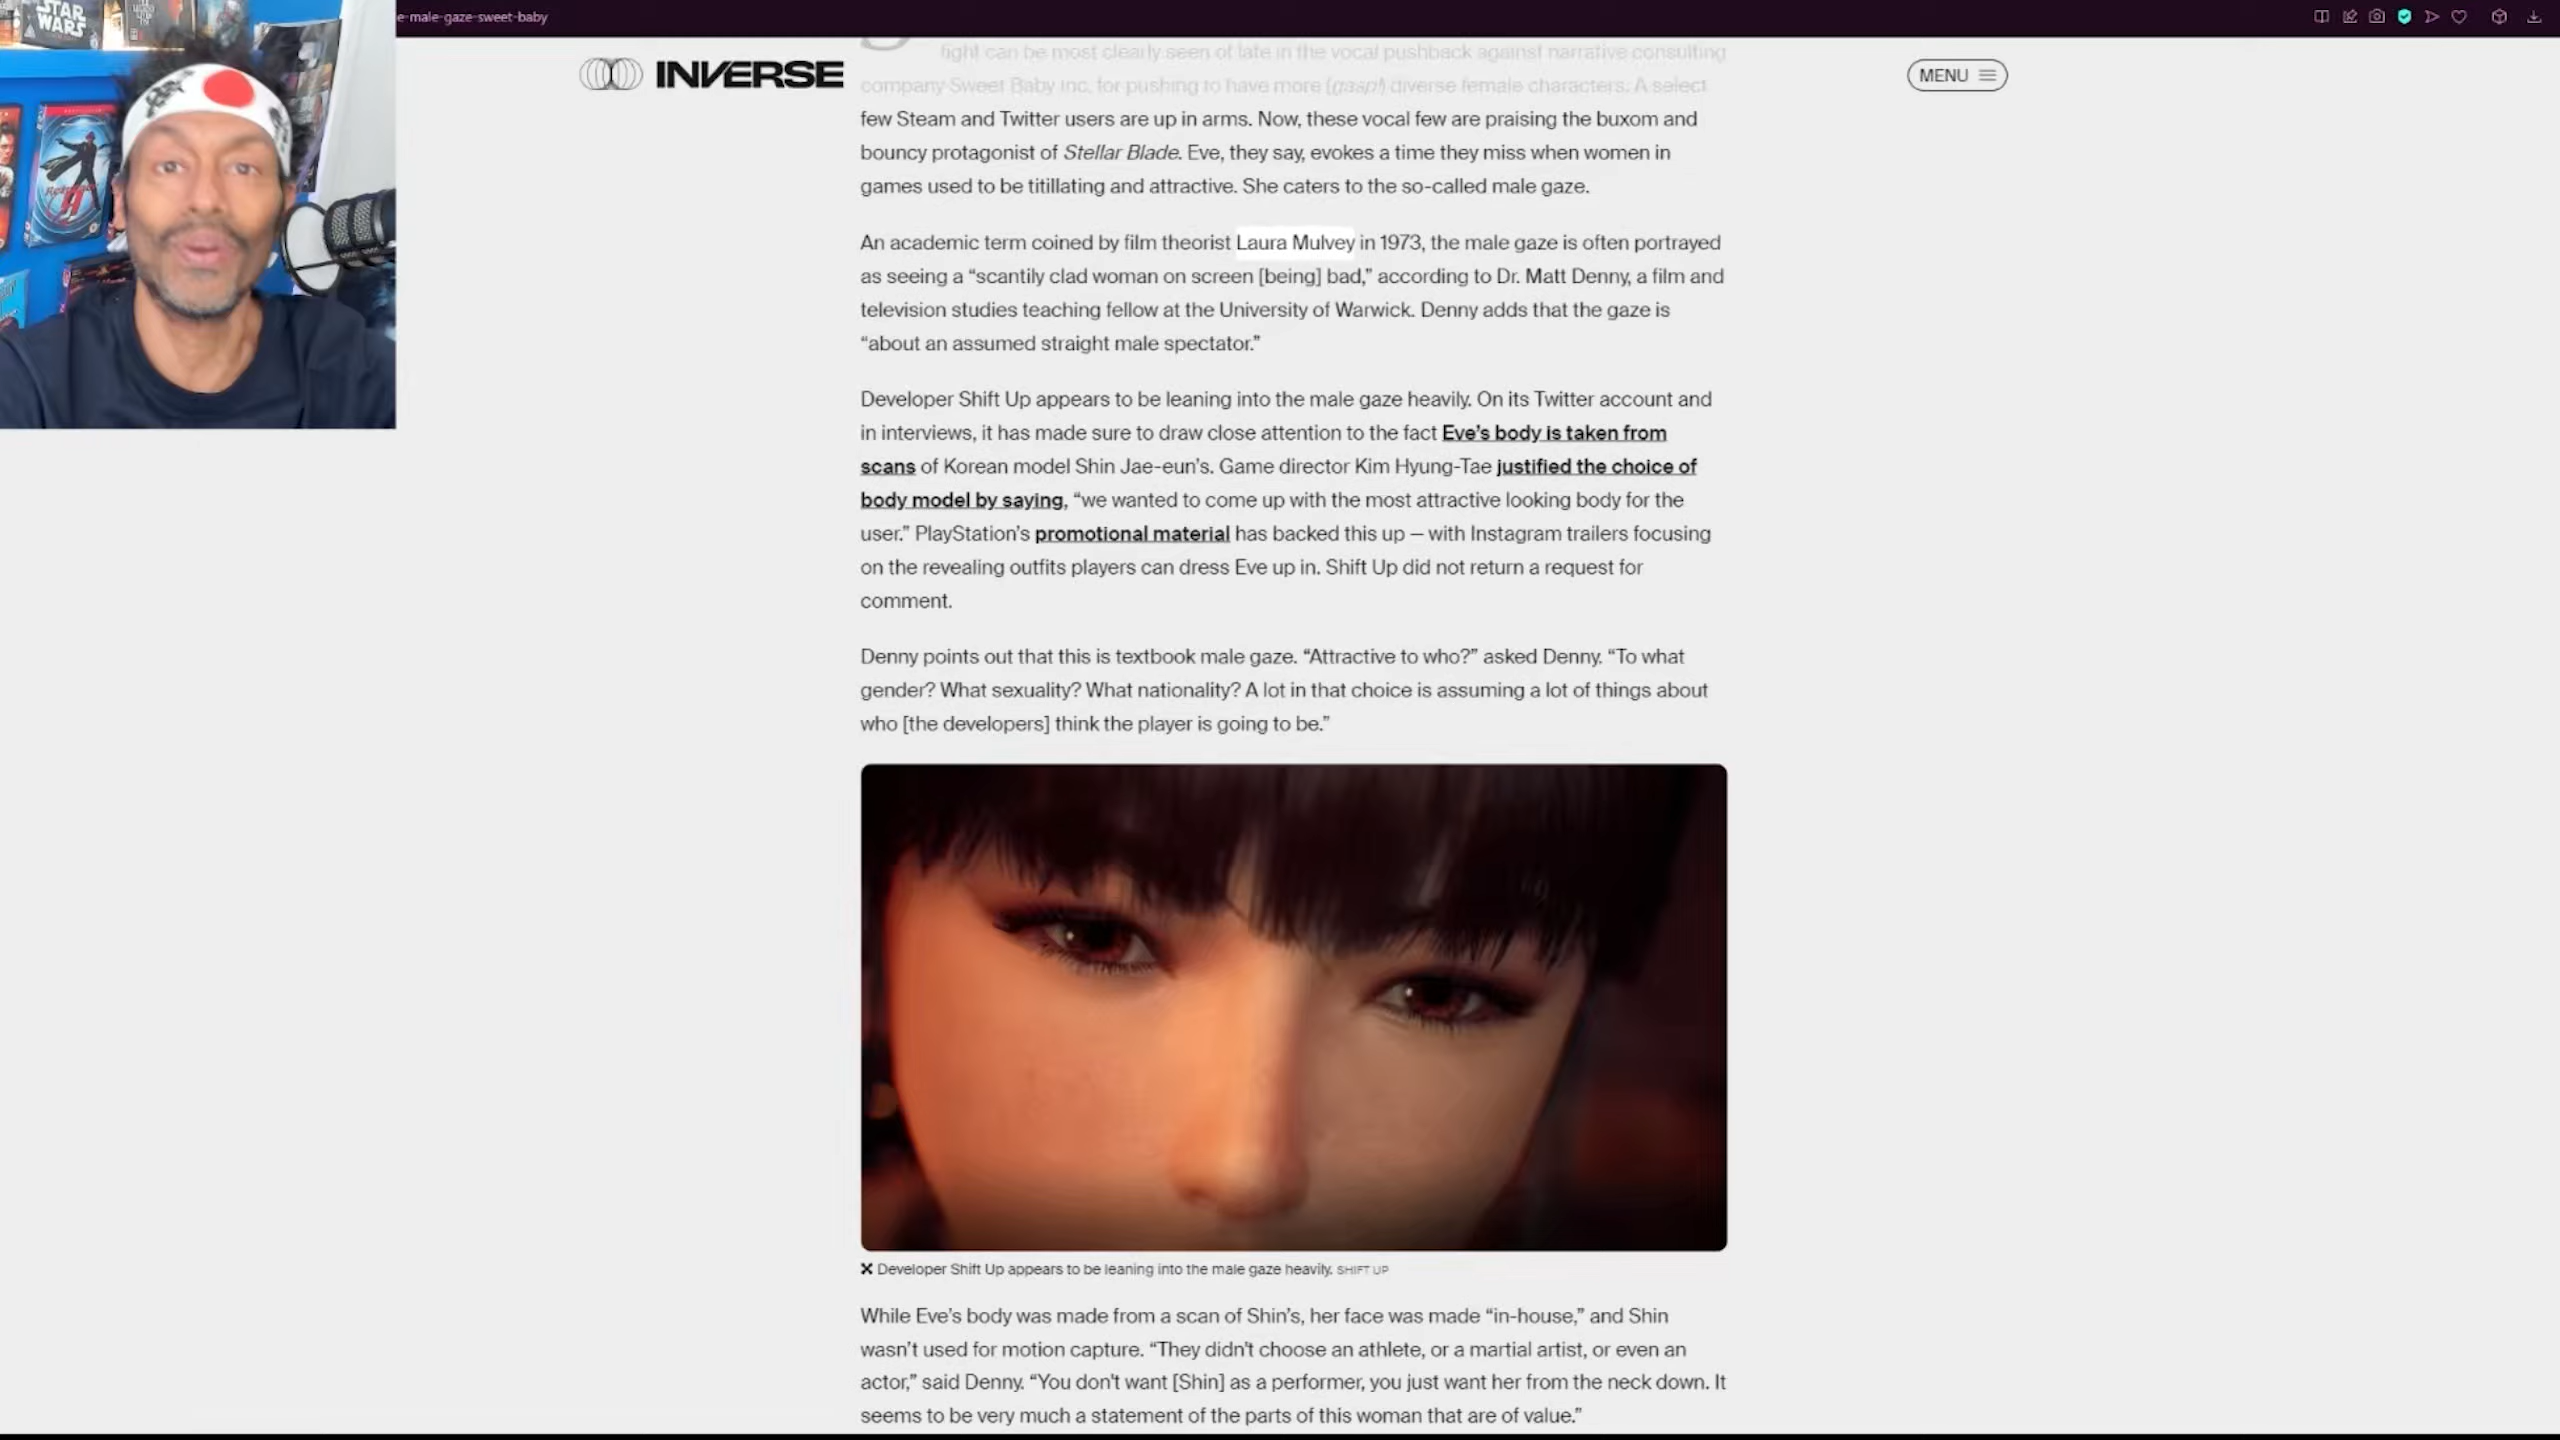 STAR
WARS
e-male-gaze-sweet-baby
INVERSE
MENU
fight can be most clearly seen of late in the vocal pushback against narrative consulting
company Sweet Baby Inc. for pushing to have more (gasp!) diverse female characters. A select
few Steam and Twitter users are up in arms. Now, these vocal few are praising the buxom and
bouncy protagonist of Stellar Blade. Eve, they say, evokes a time they miss when women in
games used to be titillating and attractive. She caters to the so-called male gaze.
An academic term coined by film theorist Laura Mulvey in 1973, the male gaze is often portrayed
as seeing a “scantily clad woman on screen [being] bad,” according to Dr. Matt Denny, a film and
television studies teaching fellow at the University of Warwick. Denny adds that the gaze is
“about an assumed straight male spectator.”
Developer Shift Up appears to be leaning into the male gaze heavily. On its Twitter account and
in interviews, it has made sure to draw close attention to the fact Eve’s body is taken from
scans of Korean model Shin Jae-eun’s. Game director Kim Hyung-Tae justified the choice of
body model by saying, “we wanted to come up with the most attractive looking body for the
user.” PlayStation’s promotional material has backed this up — with Instagram trailers focusing
on the revealing outfits players can dress Eve up in. Shift Up did not return a request for
comment.
Denny points out that this is textbook male gaze. “Attractive to who?” asked Denny. “To what
gender? What sexuality? What nationality? A lot in that choice is assuming a lot of things about
who [the developers] think the player is going to be.”
Developer Shift Up appears to be leaning into the male gaze heavily. SHIFT UP
While Eve’s body was made from a scan of Shin’s, her face was made “in-house,” and Shin
wasn’t used for motion capture. “They didn’t choose an athlete, or a martial artist, or even an
actor,” said Denny. “You don’t want [Shin] as a performer, you just want her from the neck down. It
seems to be very much a statement of the parts of this woman that are of value.”